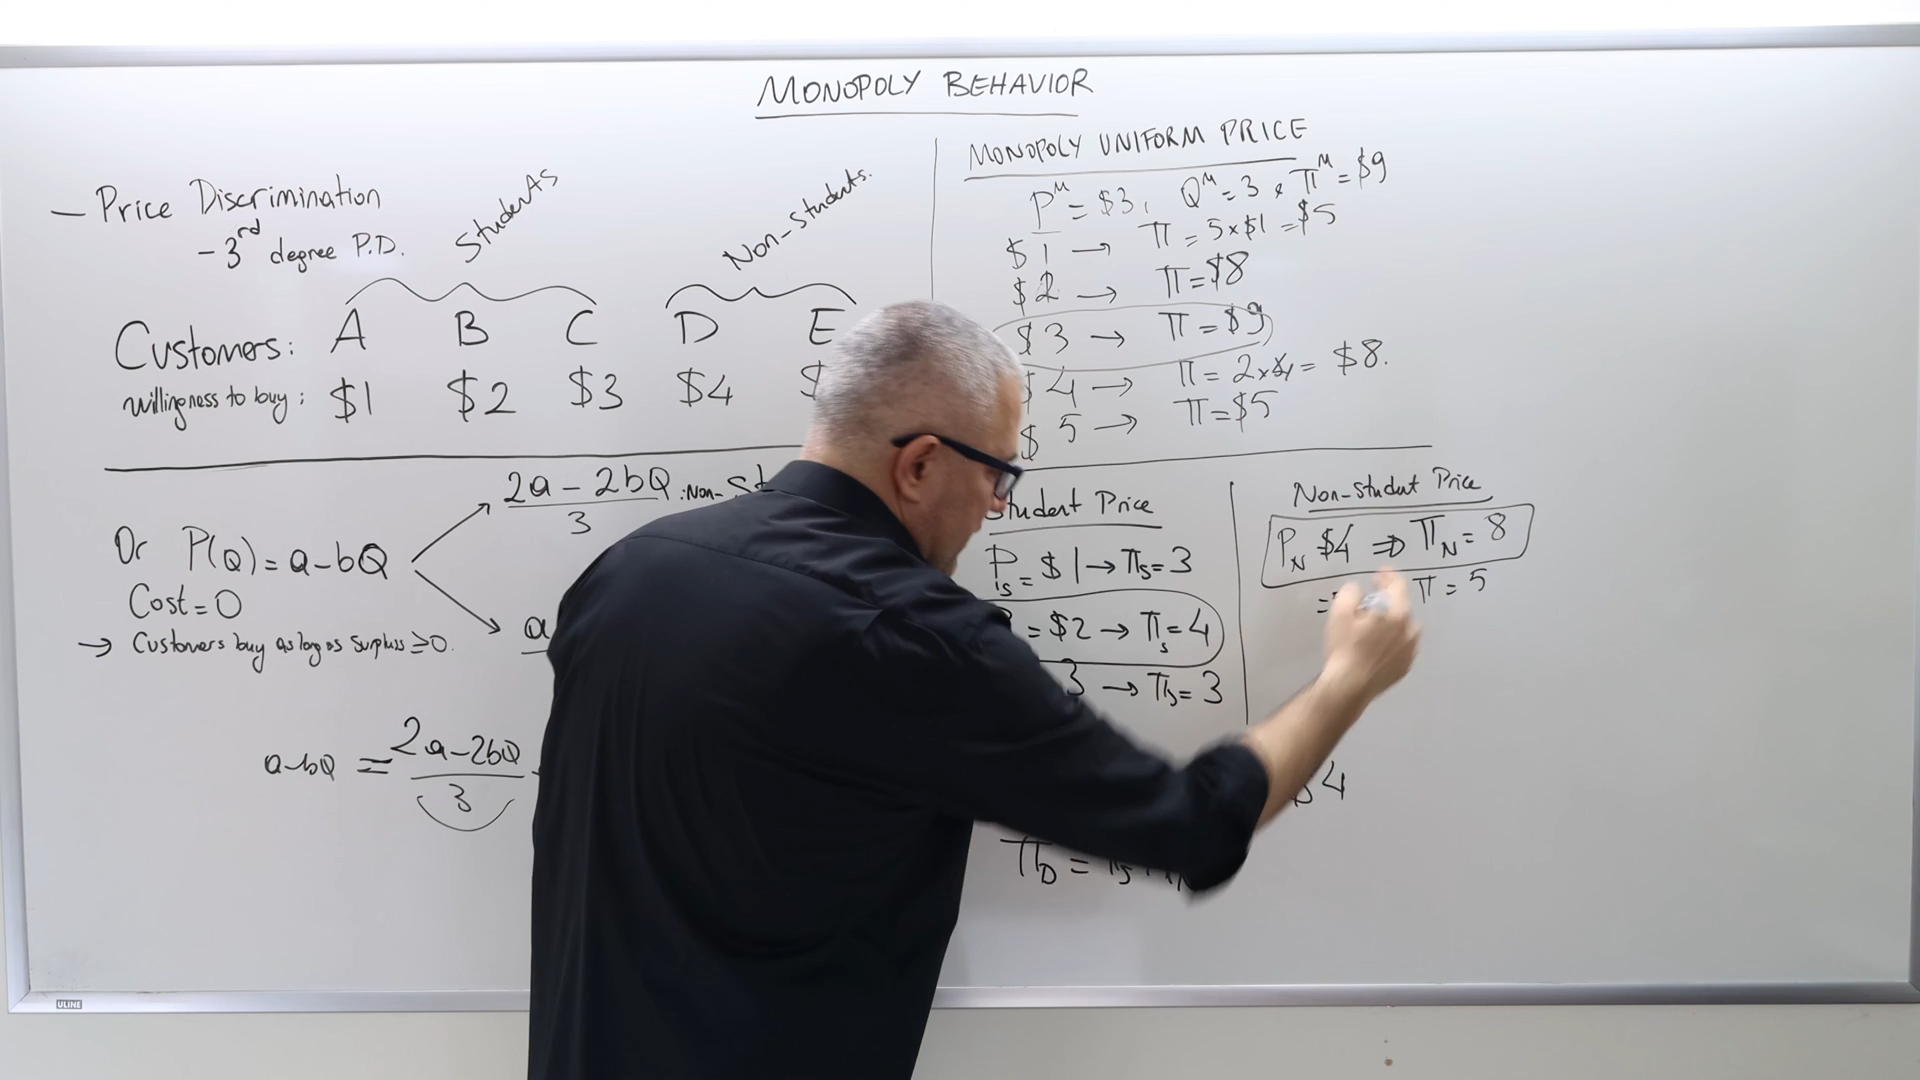 MONOPOLY BEHAVIOR
– Price Discrimination
- 3rd degree P.D.
Students
Non-Students.
Customers: A B C D E
willingness to buy: $1 $2 $3 $4 $
MONOPOLY UNIFORM PRICE
P^M = $3, Q^M = 3 & Π^M = $9
$1 → Π = 5x$1 = $5
$2 → Π = $8
$3 → Π = $9
$4 → Π = 2x$4 = $8.
$5 → Π = $5
Or P(Q) = a-bQ
2a-2bQ / 3 : Non-St
a
Cost = 0
→ Customers buy as long as Surplus ≥ 0.
a-bQ = 2a-2bQ / 3
Student Price
P_s = $1 → Π_s = 3
= $2 → Π_s = 4
3 → Π_s = 3
Non-Student Price
P_N $4 ⇒ Π_N = 8
Π = 5
$4
Π_D = Π_s +
ULINE